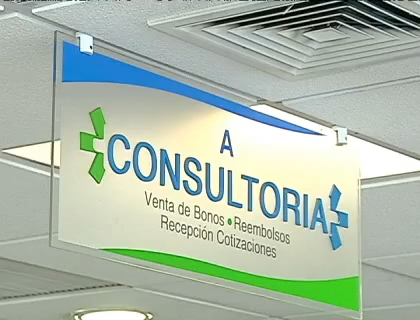 A
CONSULTORIA
Venta de Bonos • Reembolsos
Recepción Cotizaciones